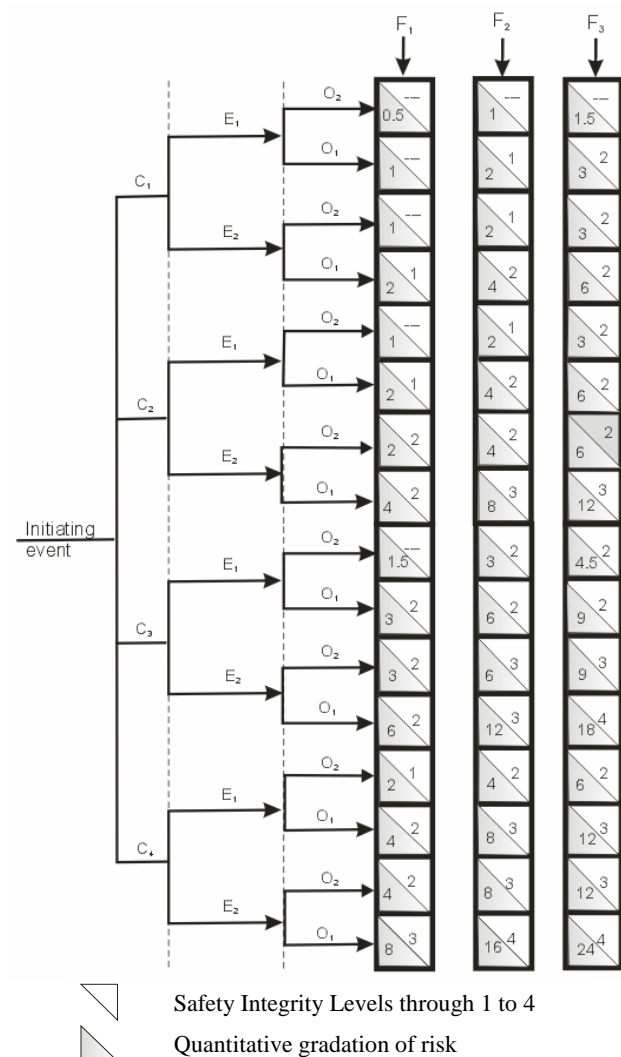 F₁ F₂ F₃
O₂ 0.5 --- 1 --- 1.5 ---
E₁
O₁ 1 --- 2 1 3 2
C₁
O₂ 1 --- 2 1 3 2
E₂
O₁ 2 1 4 2 6 2
O₂ 1 --- 2 1 3 2
E₁
O₁ 2 1 4 2 6 2
C₂
O₂ 2 2 4 2 6 2
E₂
O₁ 4 2 8 3 12 3
Initiating
event
O₂ 1.5 --- 3 2 4.5 2
E₁
O₁ 3 2 6 2 9 2
C₃
O₂ 3 2 6 3 9 3
E₂
O₁ 6 2 12 3 18 4
O₂ 2 1 4 2 6 2
E₁
O₁ 4 2 8 3 12 3
C₄
O₂ 4 2 8 3 12 3
E₂
O₁ 8 3 16 4 24 4
Safety Integrity Levels through 1 to 4
Quantitative gradation of risk